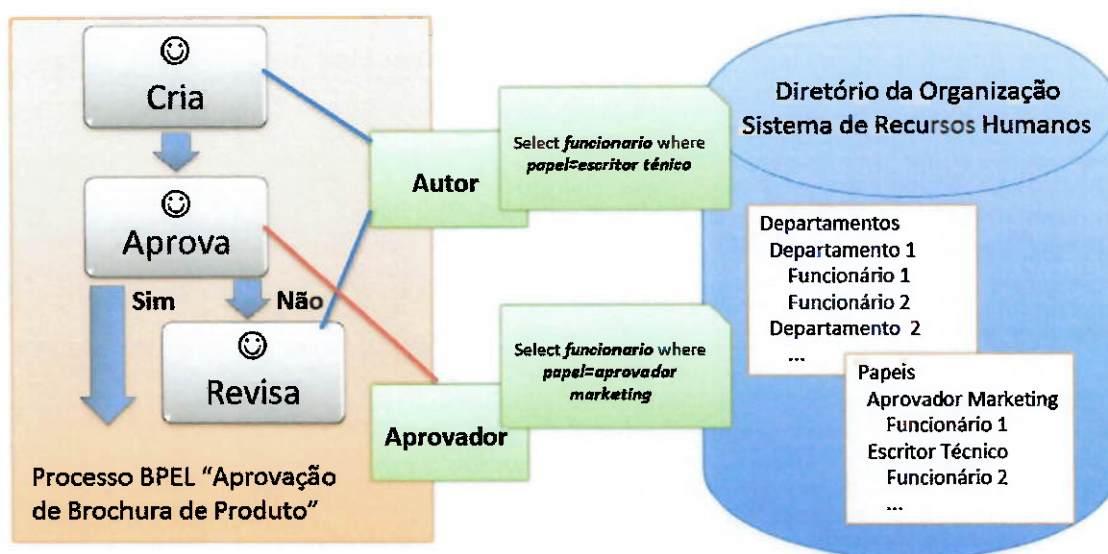 Cria
Aprova
Sim
Não
Revisa
Processo BPEL “Aprovação
de Brochura de Produto”
Autor
Select funcionario where
papel=escritor ténico
Aprovador
Select funcionario where
papel=aprovador
marketing
Diretório da Organização
Sistema de Recursos Humanos
Departamentos
Departamento 1
Funcionário 1
Funcionário 2
Departamento 2
...
Papeis
Aprovador Marketing
Funcionário 1
Escritor Técnico
Funcionário 2
...